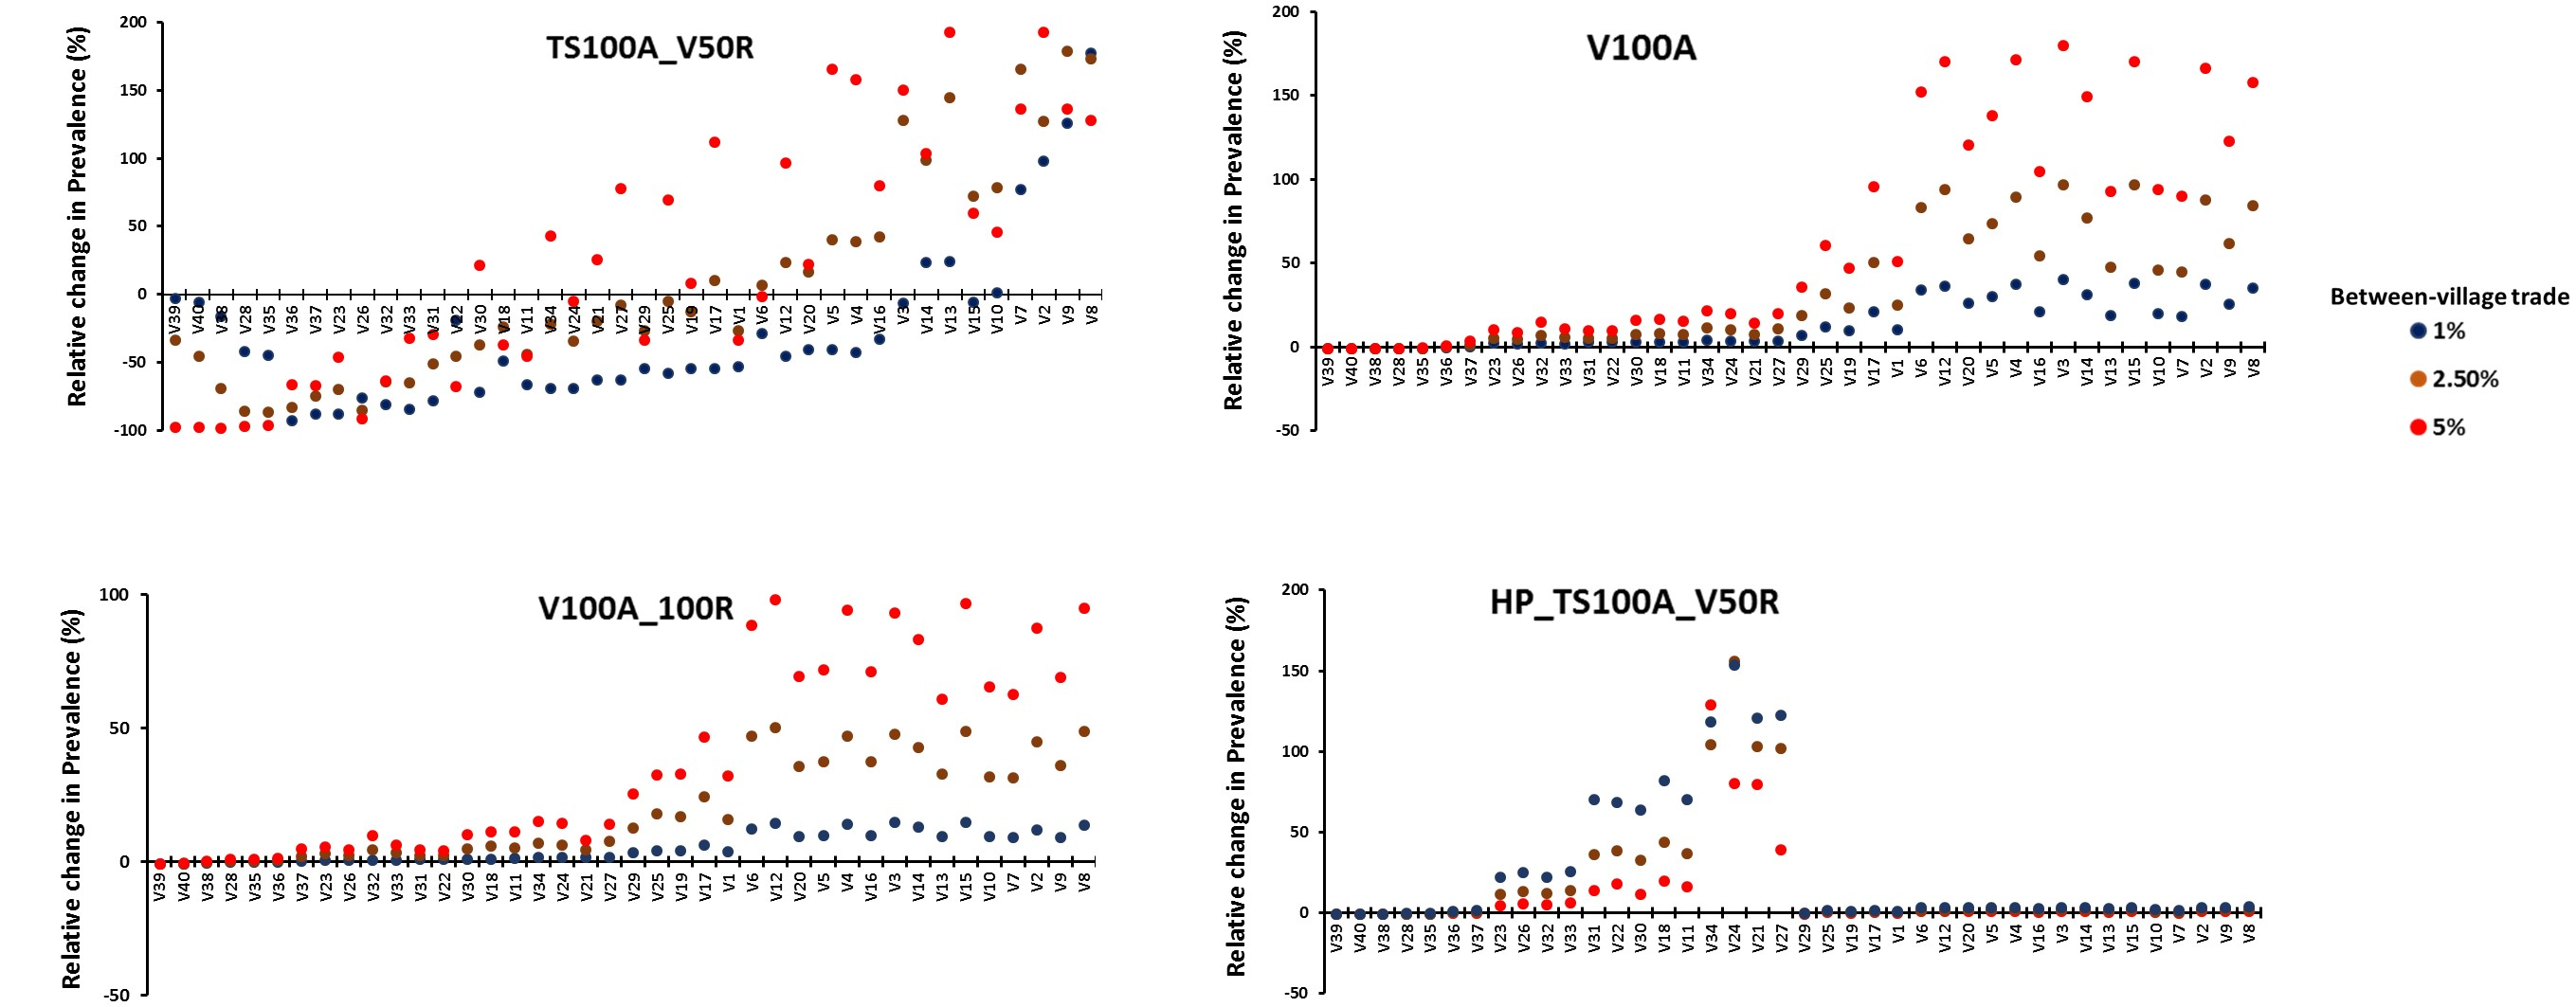 TS100A_V50R
Relative change in Prevalence (%)
200
150
100
50
0
-50
-100
V39 V40 V38 V28 V35 V36 V37 V23 V26 V32 V33 V31 V22 V30 V18 V11 V34 V24 V21 V27 V29 V25 V19 V17 V1 V6 V12 V20 V5 V4 V16 V3 V14 V13 V15 V10 V7 V2 V9 V8
V100A
Relative change in Prevalence (%)
200
150
100
50
0
-50
V39 V40 V38 V28 V35 V36 V37 V23 V26 V32 V33 V31 V22 V30 V18 V11 V34 V24 V21 V27 V29 V25 V19 V17 V1 V6 V12 V20 V5 V4 V16 V3 V14 V13 V15 V10 V7 V2 V9 V8
Between-village trade
1%
2.50%
5%
V100A_100R
Relative change in Prevalence (%)
100
50
0
-50
V39 V40 V38 V28 V35 V36 V37 V23 V26 V32 V33 V31 V22 V30 V18 V11 V34 V24 V21 V27 V29 V25 V19 V17 V1 V6 V12 V20 V5 V4 V16 V3 V14 V13 V15 V10 V7 V2 V9 V8
HP_TS100A_V50R
Relative change in Prevalence (%)
200
150
100
50
0
-50
V39 V40 V38 V28 V35 V36 V37 V23 V26 V32 V33 V31 V22 V30 V18 V11 V34 V24 V21 V27 V29 V25 V19 V17 V1 V6 V12 V20 V5 V4 V16 V3 V14 V13 V15 V10 V7 V2 V9 V8